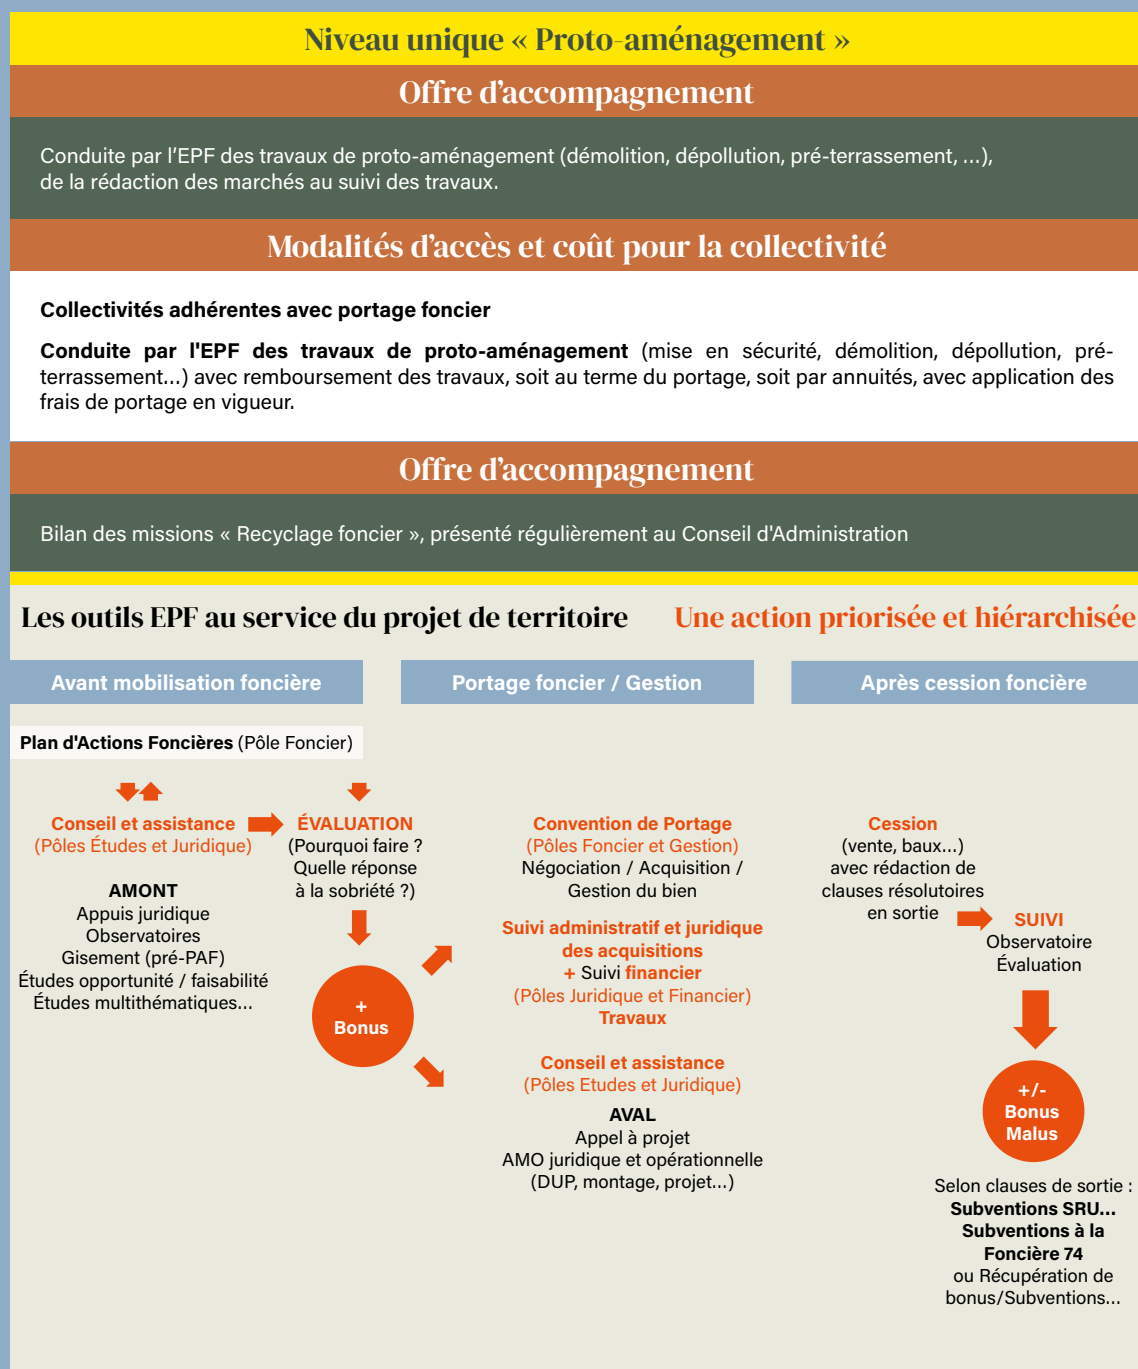 Niveau unique « Proto-aménagement »
Offre d’accompagnement
Conduite par l’EPF des travaux de proto-aménagement (démolition, dépollution, pré-terrassement, …),
de la rédaction des marchés au suivi des travaux.
Modalités d’accès et coût pour la collectivité
Collectivités adhérentes avec portage foncier
Conduite par l'EPF des travaux de proto-aménagement (mise en sécurité, démolition, dépollution, pré-
terrassement…) avec remboursement des travaux, soit au terme du portage, soit par annuités, avec application des
frais de portage en vigueur.
Offre d’accompagnement
Bilan des missions « Recyclage foncier », présenté régulièrement au Conseil d'Administration
Les outils EPF au service du projet de territoire
Une action priorisée et hiérarchisée
Avant mobilisation foncière
Portage foncier / Gestion
Après cession foncière
Plan d'Actions Foncières (Pôle Foncier)
Conseil et assistance
(Pôles Études et Juridique)
AMONT
Appuis juridique
Observatoires
Gisement (pré-PAF)
Études opportunité / faisabilité
Études multithématiques…
ÉVALUATION
(Pourquoi faire ?
Quelle réponse
à la sobriété ?)
+
Bonus
Convention de Portage
(Pôles Foncier et Gestion)
Négociation / Acquisition /
Gestion du bien
Suivi administratif et juridique
des acquisitions
+ Suivi financier
(Pôles Juridique et Financier)
Travaux
Conseil et assistance
(Pôles Etudes et Juridique)
AVAL
Appel à projet
AMO juridique et opérationnelle
(DUP, montage, projet…)
Cession
(vente, baux…)
avec rédaction de
clauses résolutoires
en sortie
SUIVI
Observatoire
Évaluation
+/-
Bonus
Malus
Selon clauses de sortie :
Subventions SRU…
Subventions à la
Foncière 74
ou Récupération de
bonus/Subventions…